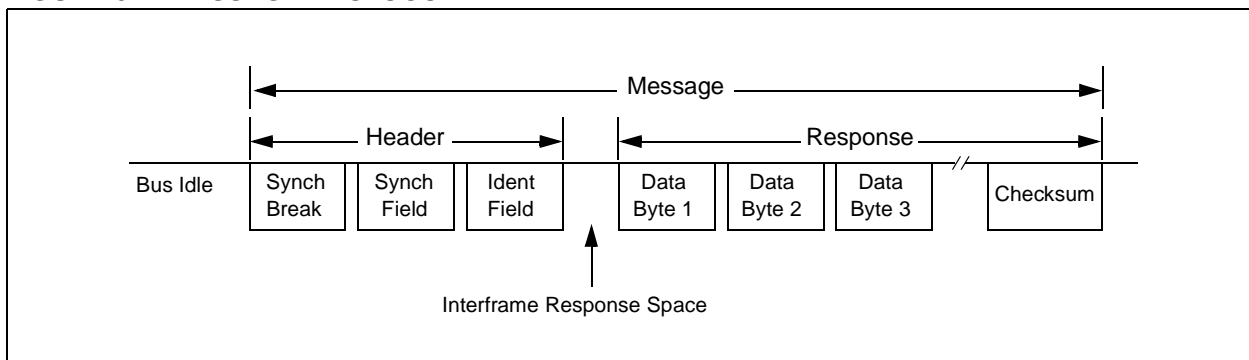 Message
Header
Response
Bus Idle
Synch
Break
Synch
Field
Ident
Field
Data
Byte 1
Data
Byte 2
Data
Byte 3
Checksum
Interframe Response Space